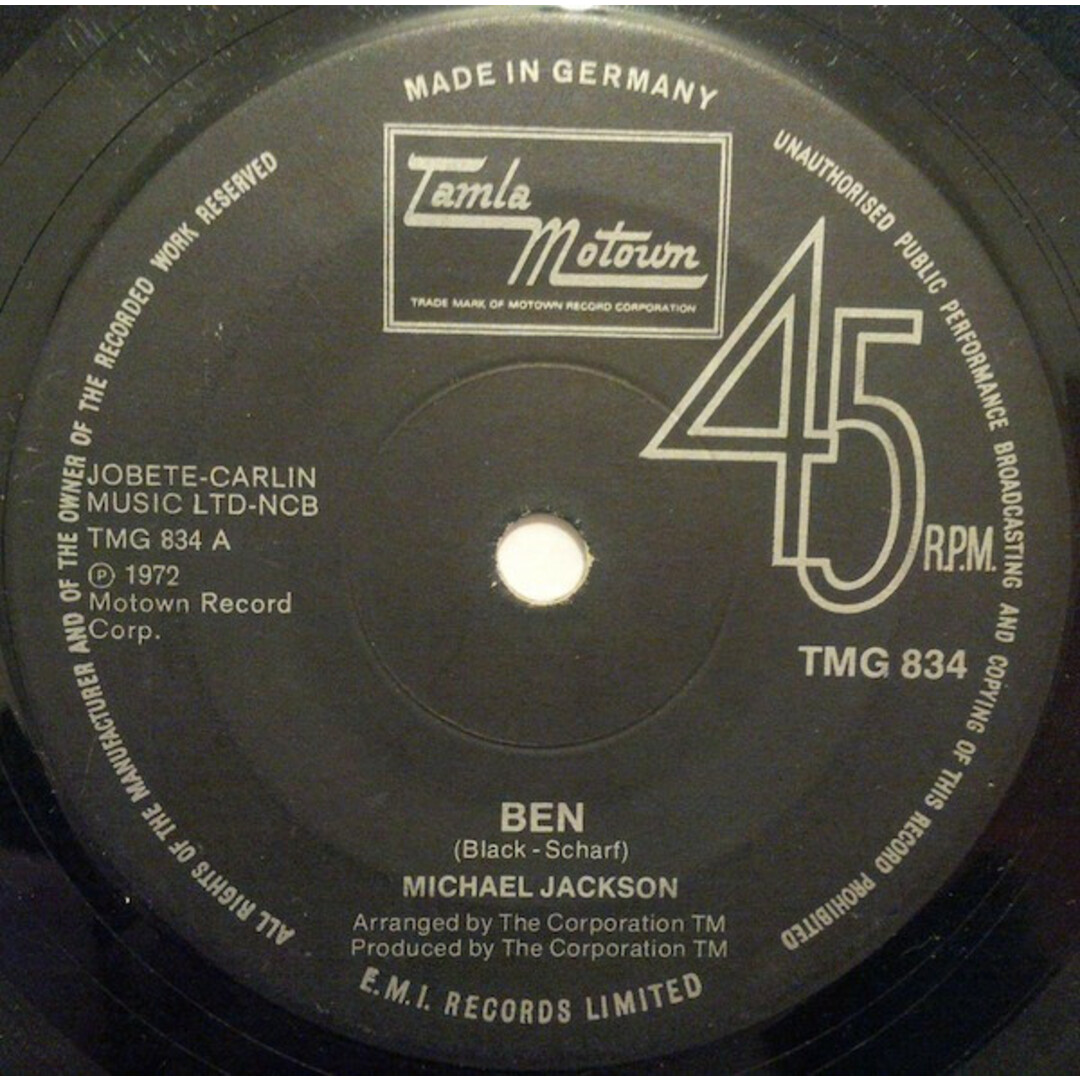 MADE IN GERMANY
Tamla
Motown
TRADE MARK OF MOTOWN RECORD CORPORATION
UNAUTHORISED PUBLIC PERFORMANCE BROADCASTING AND COPYING OF THIS RECORD PROHIBITED
ALL RIGHTS OF THE MANUFACTURER AND OF THE OWNER OF THE RECORDED WORK RESERVED
45
R.P.M.
JOBETE-CARLIN
MUSIC LTD-NCB
TMG 834 A
Ⓟ 1972
Motown Record
Corp.
TMG 834
BEN
(Black - Scharf)
MICHAEL JACKSON
Arranged by The Corporation TM
Produced by The Corporation TM
E.M.I. RECORDS LIMITED